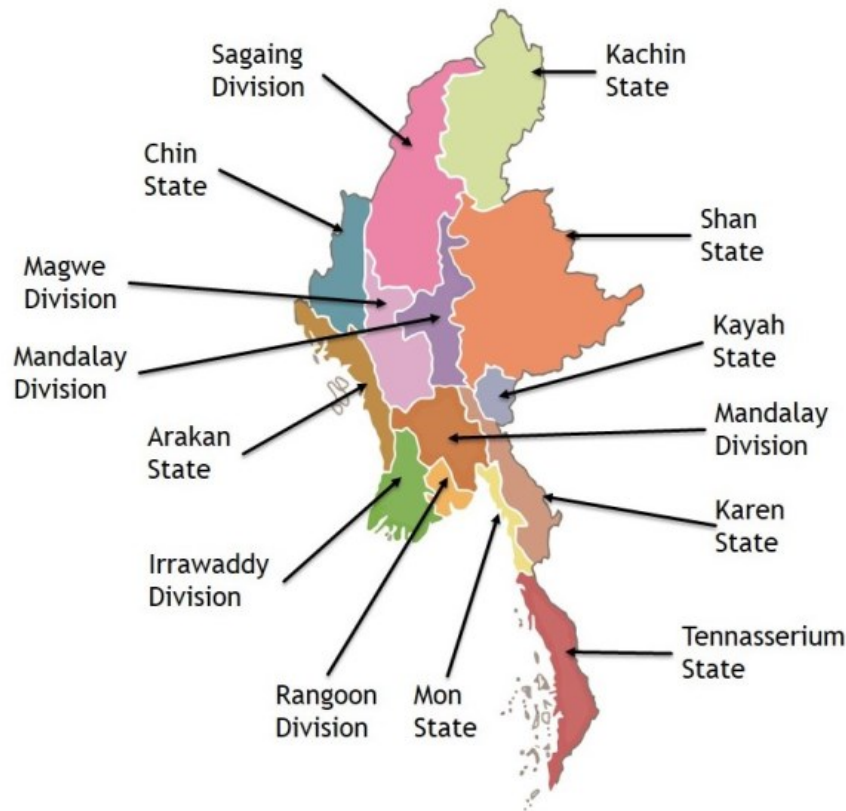 Sagaing
Division
Kachin
State
Chin
State
Shan
State
Magwe
Division
Kayah
State
Mandalay
Division
Mandalay
Division
Arakan
State
Karen
State
Irrawaddy
Division
Tennasserium
State
Rangoon
Division
Mon
State